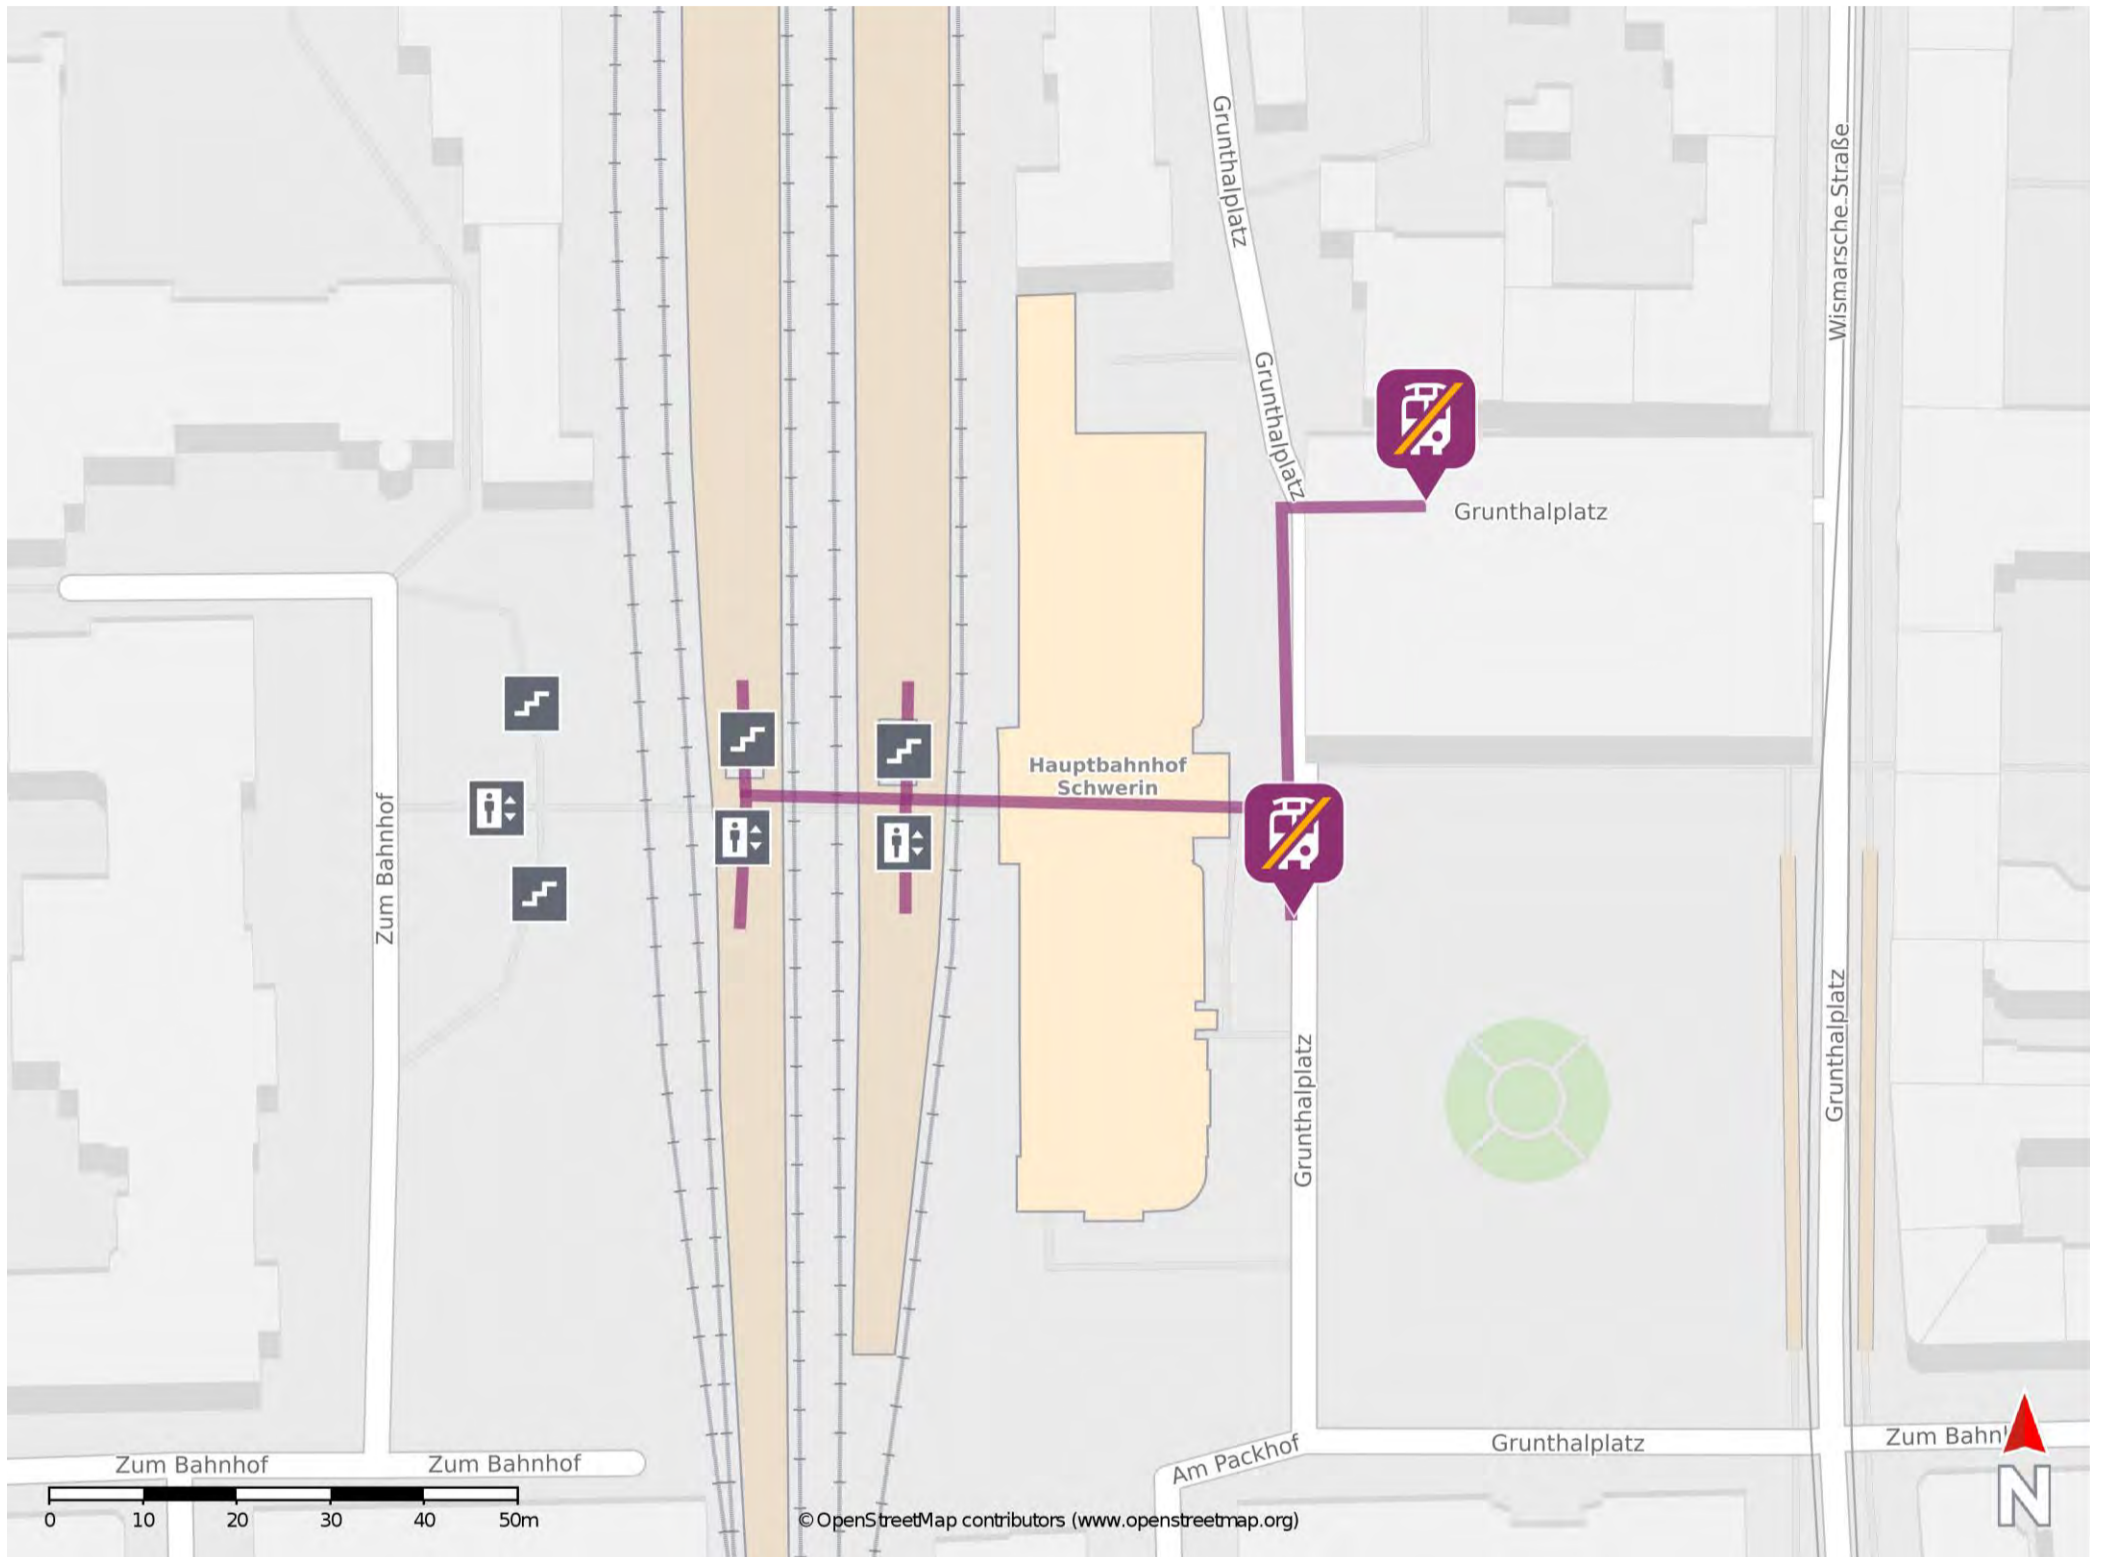 Grunthalplatz
Wismarsche Straße
Grunthalplatz
Grunthalplatz
Hauptbahnhof
Schwerin
Zum Bahnhof
Grunthalplatz
Grunthalplatz
Am Packhof
Grunthalplatz
Zum Bahnh
Zum Bahnhof
Zum Bahnhof
0 10 20 30 40 50m
© OpenStreetMap contributors (www.openstreetmap.org)
N